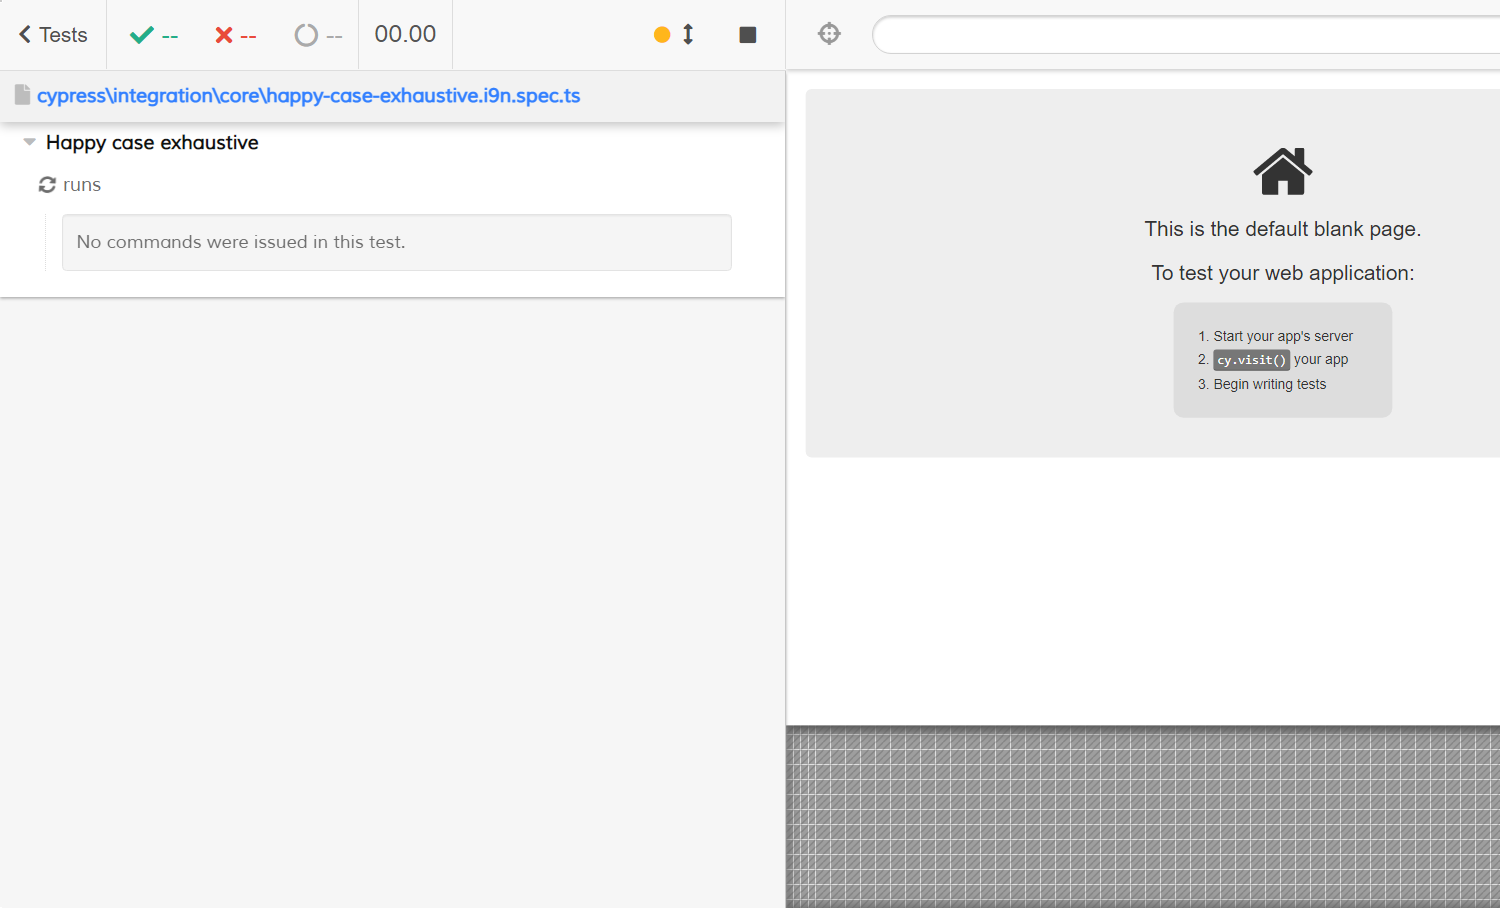 Tests -- -- -- 00.00
cypress\integration\core\happy-case-exhaustive.i9n.spec.ts
Happy case exhaustive
runs
No commands were issued in this test.
This is the default blank page.
To test your web application:
1. Start your app's server
2. cy.visit() your app
3. Begin writing tests